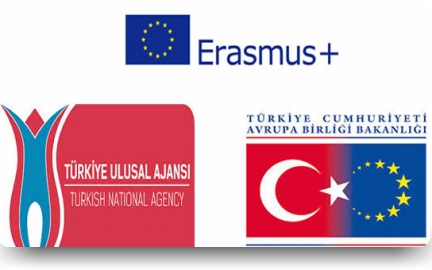 Erasmus+
TÜRKİYE ULUSAL AJANSI
TURKISH NATIONAL AGENCY
TÜRKİYE CUMHURİYETİ
AVRUPA BİRLİĞİ BAKANLIĞI